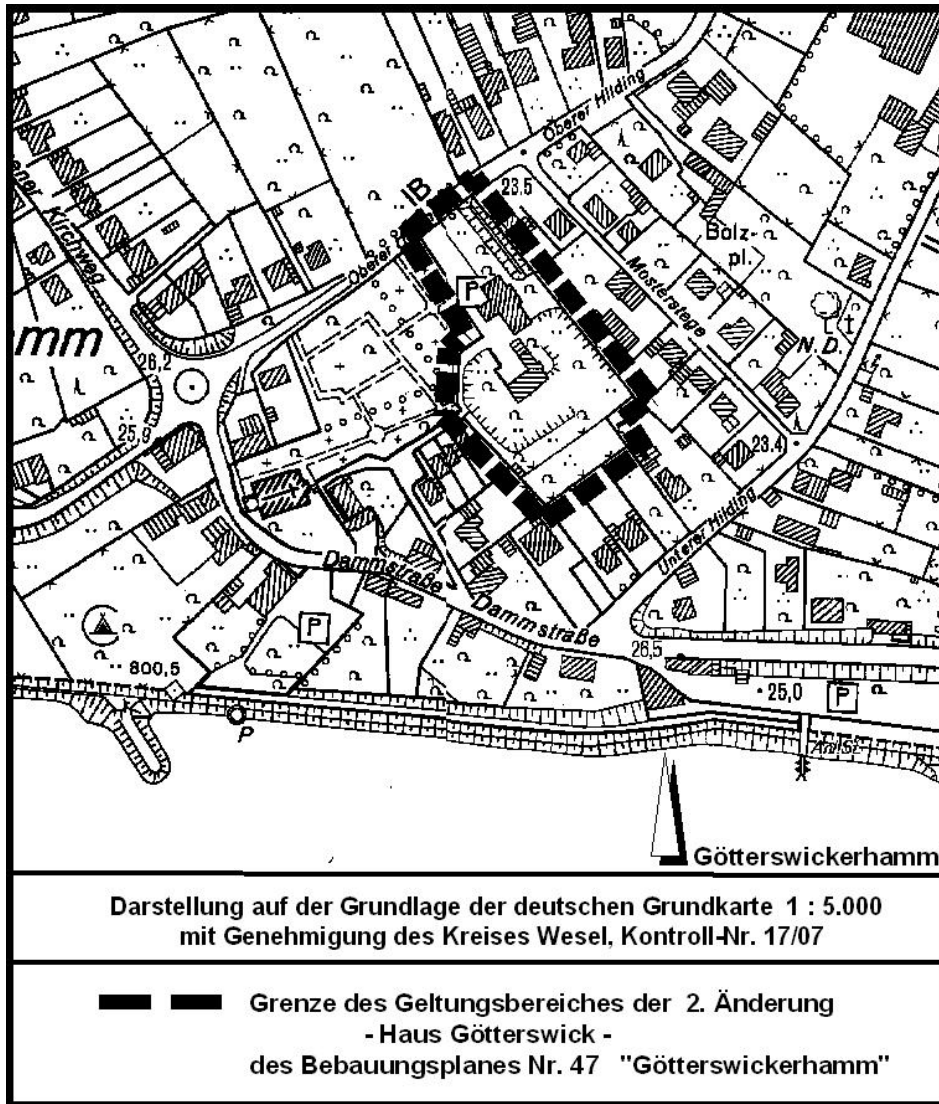 Oberer Hilding
B
23.5
Oberer
Kirchweg
P
Bolz-
pl.
Mosterstege
N. D.
mm
26,2
25,9
23.4
Unterer Hilding
Dammstraße
Dammstraße
P
26,5
800,5
25,0
P
P
Götterswickerhamm
Darstellung auf der Grundlage der deutschen Grundkarte 1 : 5.000
mit Genehmigung des Kreises Wesel, Kontroll-Nr. 17/07
Grenze des Geltungsbereiches der 2. Änderung
- Haus Götterswick -
des Bebauungsplanes Nr. 47 "Götterswickerhamm"